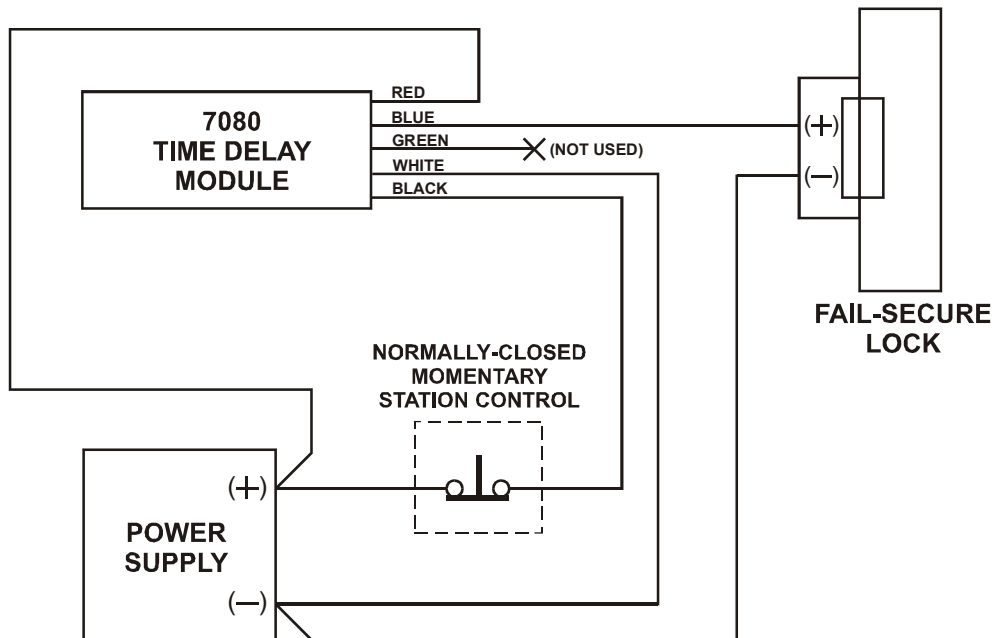 RED
7080
TIME DELAY
MODULE
BLUE
GREEN
(NOT USED)
WHITE
BLACK
(+)
(—)
FAIL-SECURE
LOCK
NORMALLY-CLOSED
MOMENTARY
STATION CONTROL
(+)
POWER
SUPPLY
(—)